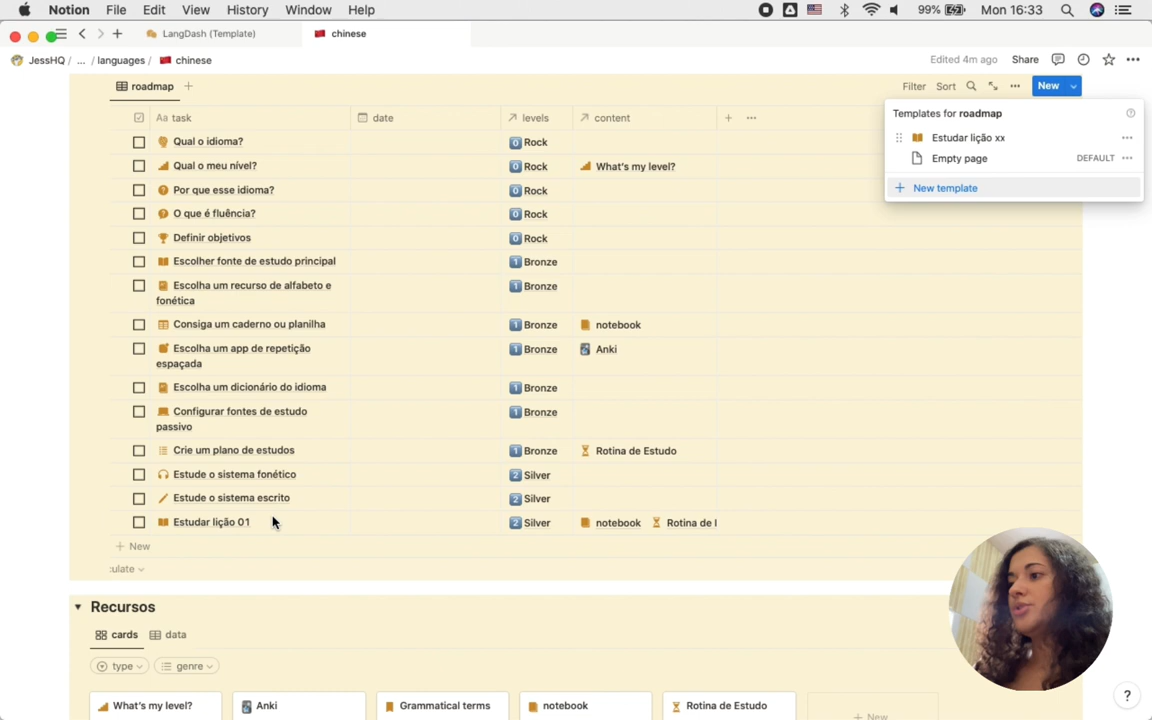 Notion File Edit View History Window Help 99% Mon 16:33
LangDash (Template) chinese
JessHQ / ... / languages / chinese Edited 4m ago Share
roadmap Filter Sort New
Templates for roadmap
Estudar lição xx
Empty page DEFAULT
New template
Aa task date levels content
Qual o idioma? 0 Rock
Qual o meu nível? 0 Rock What's my level?
Por que esse idioma? 0 Rock
O que é fluência? 0 Rock
Definir objetivos 0 Rock
Escolher fonte de estudo principal 1 Bronze
Escolha um recurso de alfabeto e 1 Bronze
fonética
Consiga um caderno ou planilha 1 Bronze notebook
Escolha um app de repetição 1 Bronze Anki
espaçada
Escolha um dicionário do idioma 1 Bronze
Configurar fontes de estudo 1 Bronze
passivo
Crie um plano de estudos 1 Bronze Rotina de Estudo
Estude o sistema fonético 2 Silver
Estude o sistema escrito 2 Silver
Estudar lição 01 2 Silver notebook Rotina de l
New
:ulate
Recursos
cards data
type genre
What's my level? Anki Grammatical terms notebook Rotina de Estudo
New
?